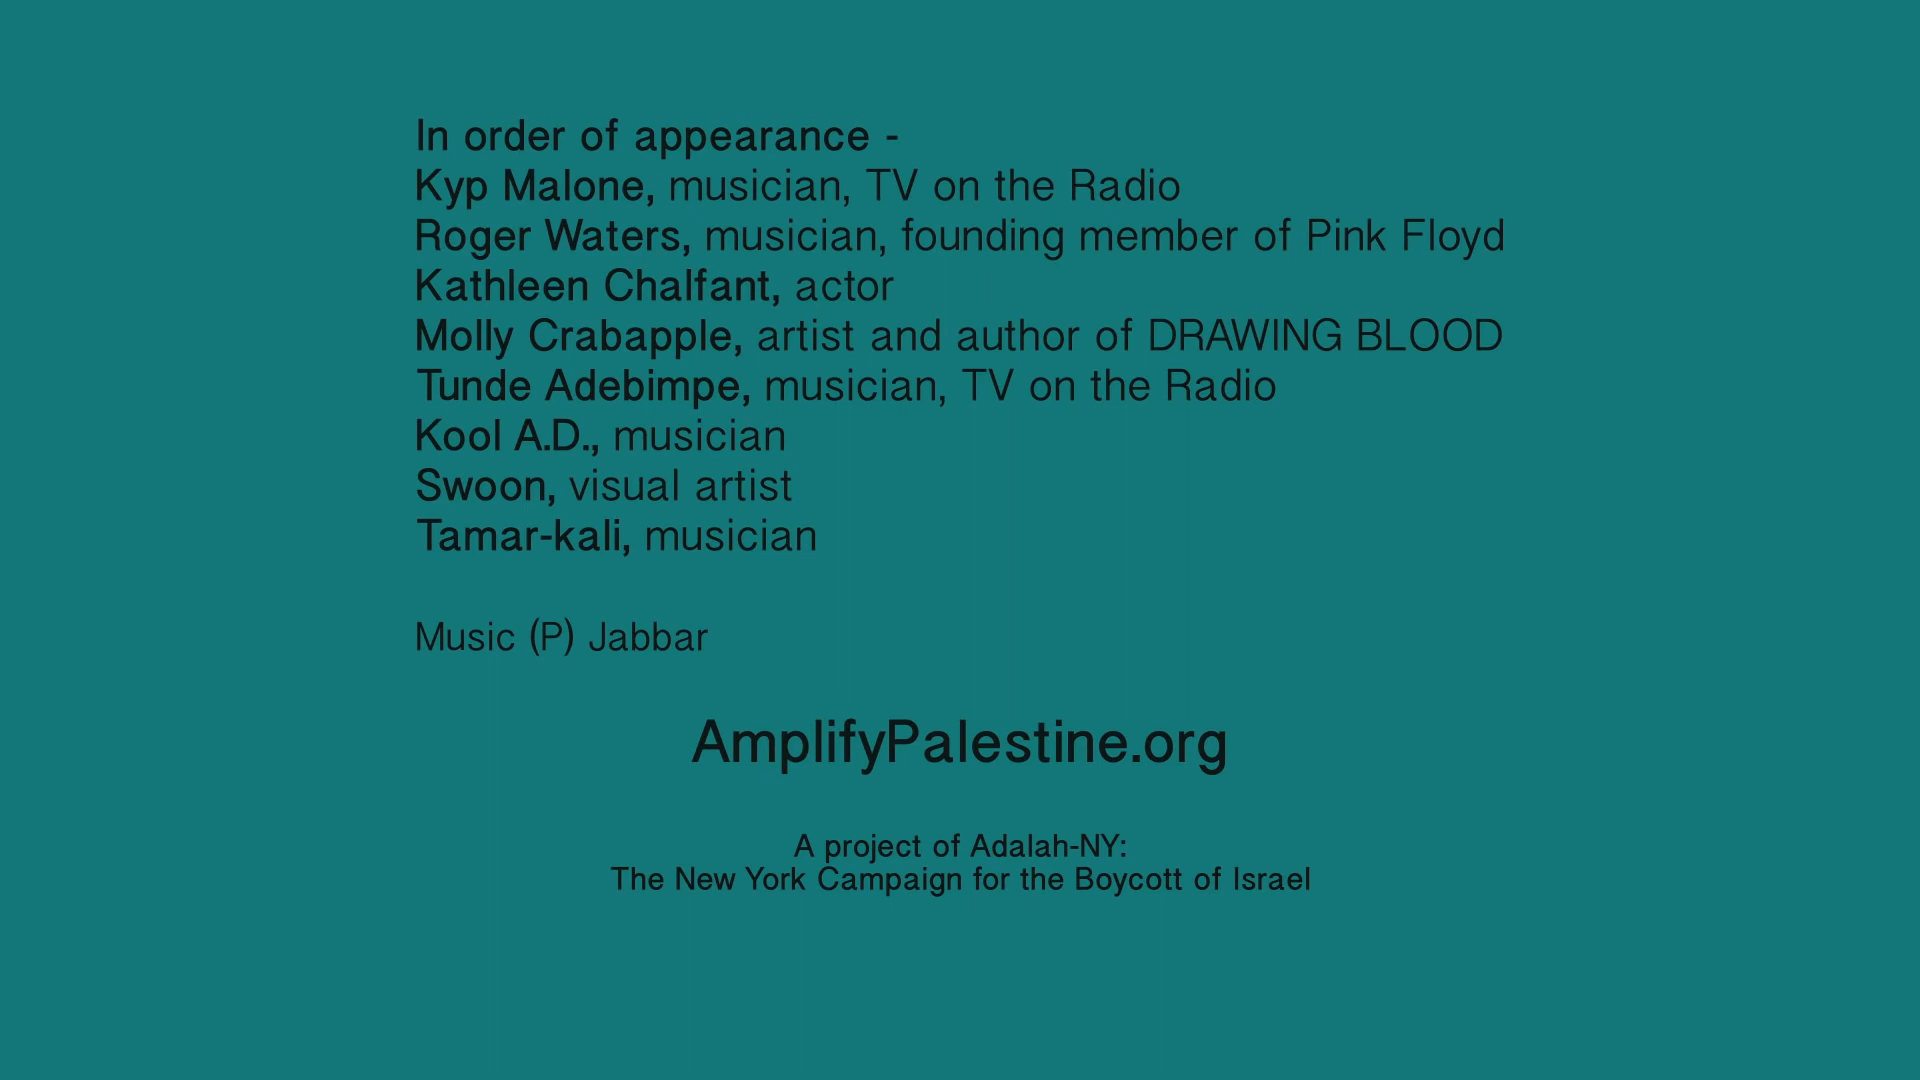 In order of appearance -
Kyp Malone, musician, TV on the Radio
Roger Waters, musician, founding member of Pink Floyd
Kathleen Chalfant, actor
Molly Crabapple, artist and author of DRAWING BLOOD
Tunde Adebimpe, musician, TV on the Radio
Kool A.D., musician
Swoon, visual artist
Tamar-kali, musician
Music (P) Jabbar
AmplifyPalestine.org
A project of Adalah-NY:
The New York Campaign for the Boycott of Israel